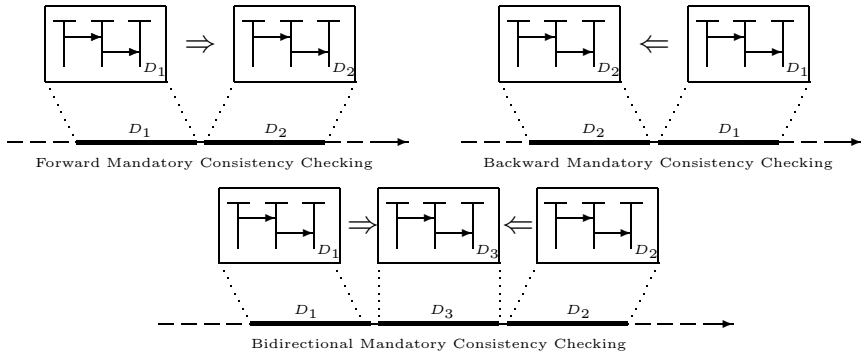 D₁ ⇒ D₂
D₂ ⇐ D₁
D₁ D₂
D₂ D₁
Forward Mandatory Consistency Checking
Backward Mandatory Consistency Checking
D₁ ⇒ D₃ ⇐ D₂
D₁ D₃ D₂
Bidirectional Mandatory Consistency Checking